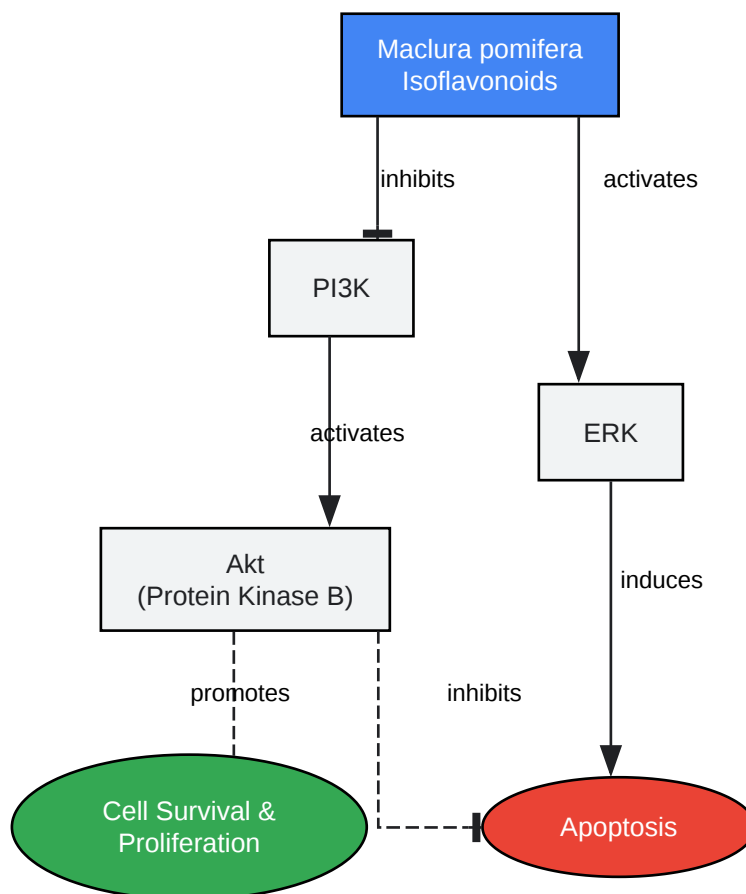 Maclura pomifera
Isoflavonoids
inhibits
activates
PI3K
activates
ERK
Akt
(Protein Kinase B)
induces
promotes
inhibits
Cell Survival &
Proliferation
Apoptosis